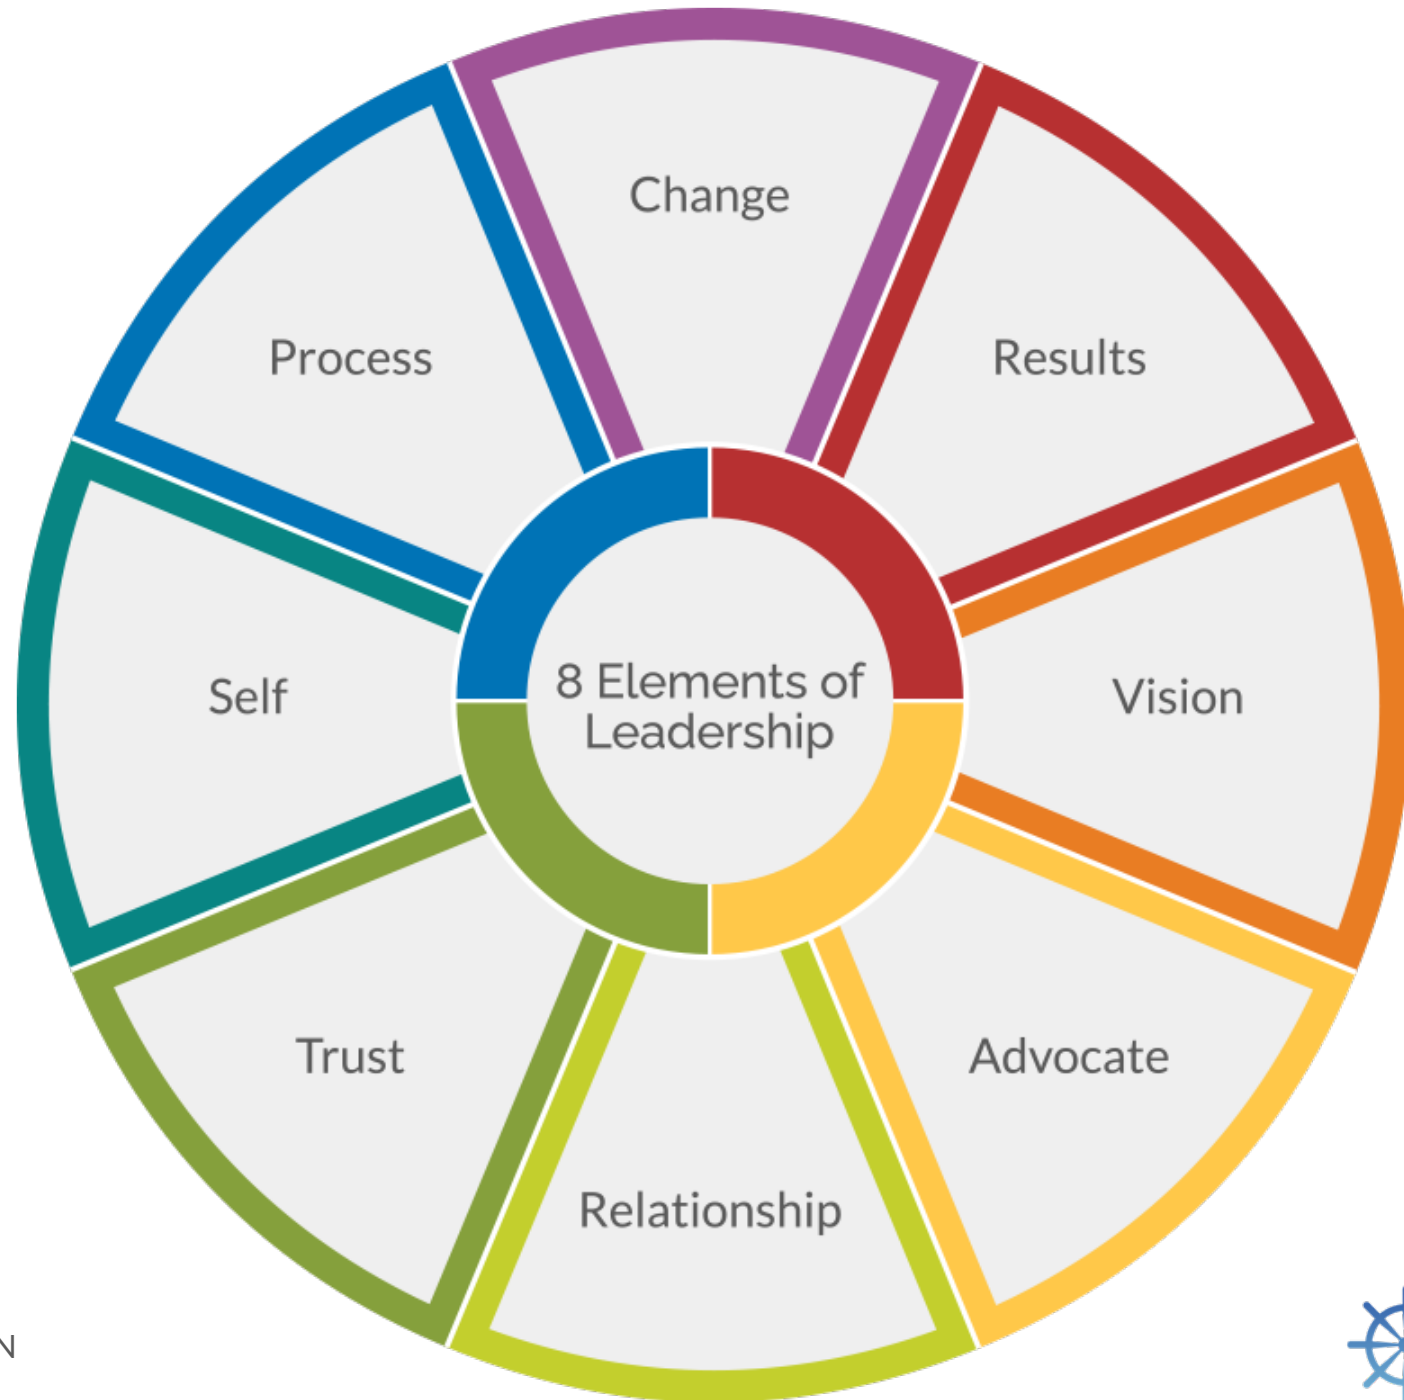 Change
Process
Results
8 Elements of
Leadership
Self
Vision
Trust
Advocate
Relationship
N